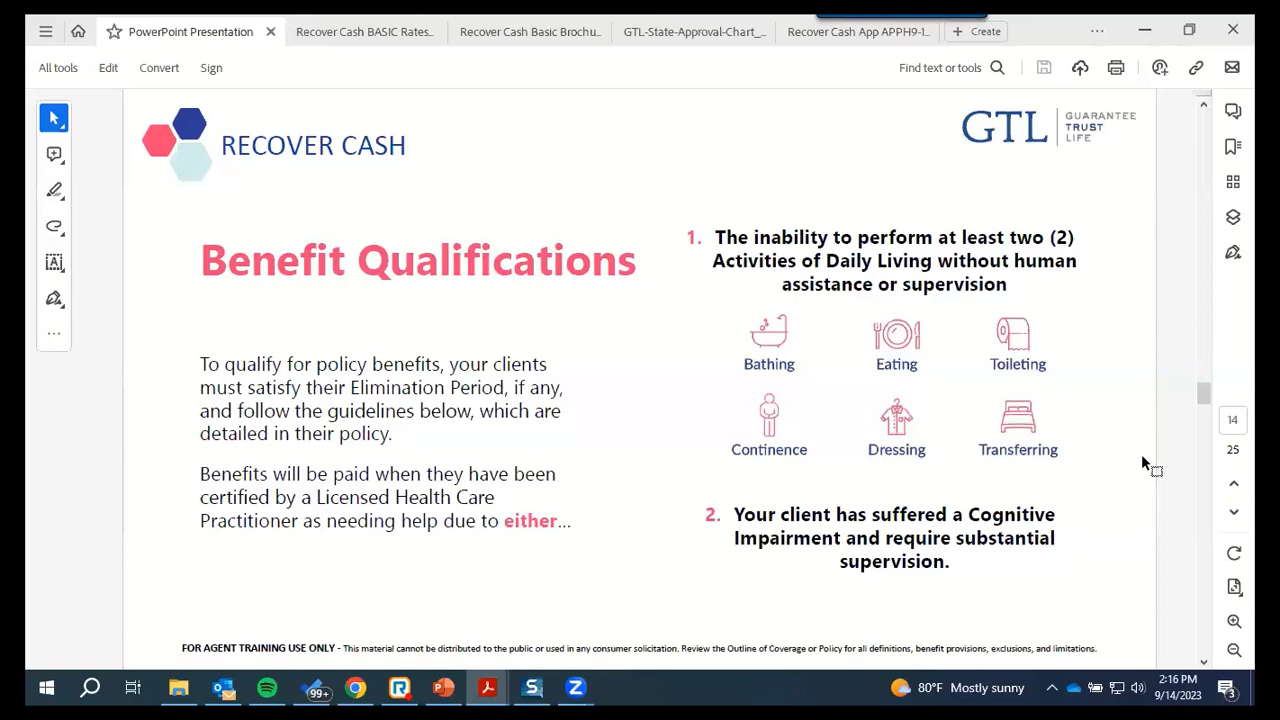 PowerPoint Presentation
Recover Cash BASIC Rates...
Recover Cash Basic Brochu...
GTL-State-Approval-Chart_...
Recover Cash App APPH9-1...
Create
All tools
Edit
Convert
Sign
Find text or tools
RECOVER CASH
GTL
GUARANTEE
TRUST
LIFE
Benefit Qualifications
To qualify for policy benefits, your clients
must satisfy their Elimination Period, if any,
and follow the guidelines below, which are
detailed in their policy.
Benefits will be paid when they have been
certified by a Licensed Health Care
Practitioner as needing help due to either...
1. The inability to perform at least two (2)
Activities of Daily Living without human
assistance or supervision
Bathing
Eating
Toileting
Continence
Dressing
Transferring
2. Your client has suffered a Cognitive
Impairment and require substantial
supervision.
14
25
FOR AGENT TRAINING USE ONLY - This material cannot be distributed to the public or used in any consumer solicitation. Review the Outline of Coverage or Policy for all definitions, benefit provisions, exclusions, and limitations.
99+
80°F Mostly sunny
2:16 PM
9/14/2023
3